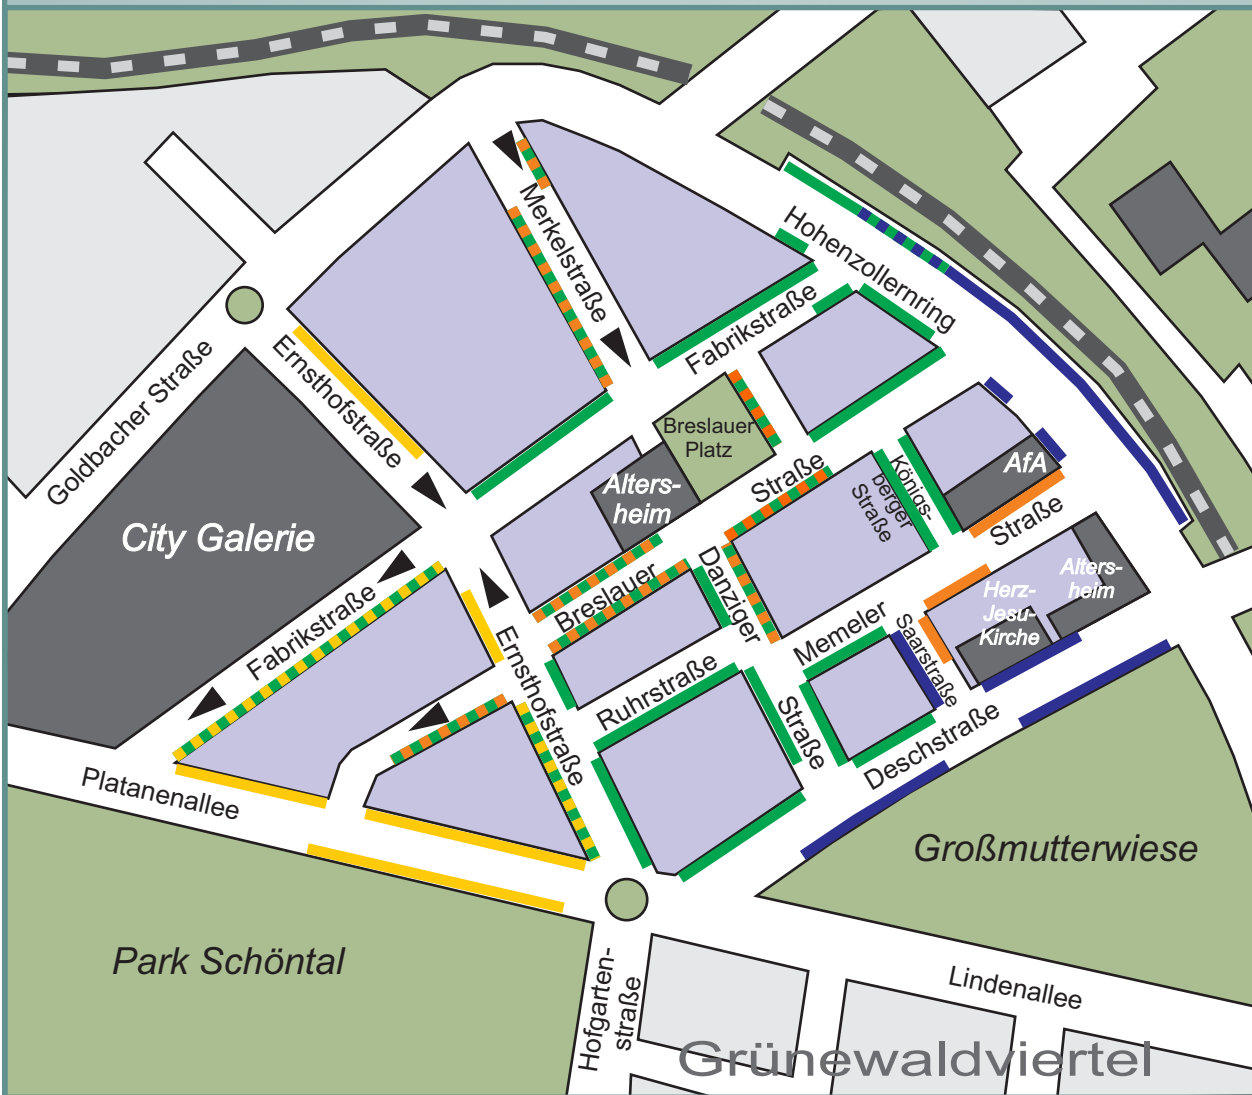 Hohenzollernring
Merkelstraße
Fabrikstraße
Goldbacher Straße
Ernsthofstraße
Breslauer
Platz
AfA
Königs-
berger
Straße
Straße
Alters-
heim
City Galerie
Straße
Breslauer
Danziger
Alters-
heim
Herz-
Jesu-
Kirche
Fabrikstraße
Ernsthofstraße
Memeler
Saarstraße
Ruhrstraße
Straße
Deschstraße
Platanenallee
Großmutterwiese
Park Schöntal
Lindenallee
Hofgarten-
straße
Grünewaldviertel